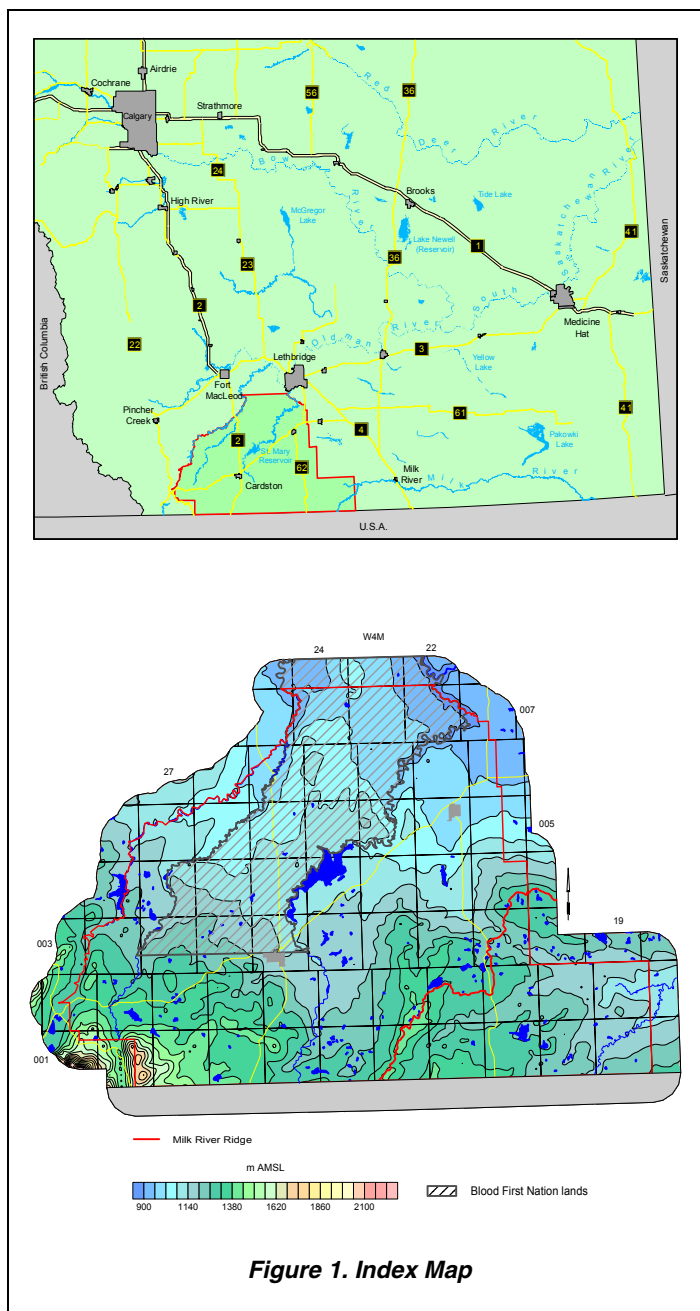 Airdrie
Cochrane
Calgary
Strathmore
56
36
Red Deer River
24
Bow River
High River
McGregor
Lake
Brooks
Tide Lake
Lake Newell
(Reservoir)
1
41
South Saskatchewan River
Saskatchewan
23
36
2
22
British Columbia
Oldman River
Medicine
Hat
Lethbridge
3
Yellow
Lake
Fort
MacLeod
Pincher
Creek
61
41
2
4
St. Mary
Reservoir
62
Pakowki
Lake
Cardston
Milk
River
Milk River
U.S.A.
W4M
24
22
007
27
005
19
003
001
Milk River Ridge
m AMSL
900 1140 1380 1620 1860 2100
Blood First Nation lands
Figure 1. Index Map